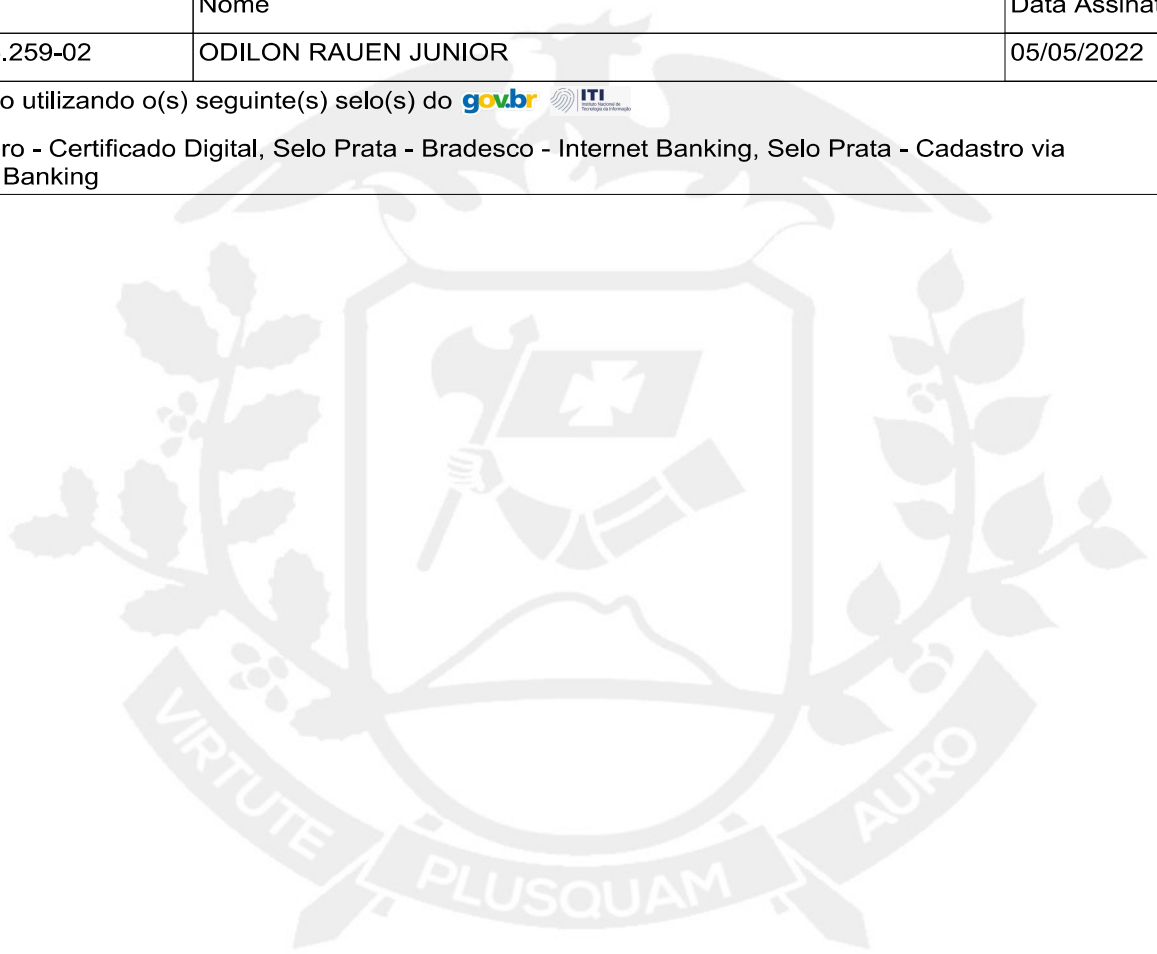 Nome Data Assinat
.259-02 ODILON RAUEN JUNIOR 05/05/2022
o utilizando o(s) seguinte(s) selo(s) do gov.br ITI
ro - Certificado Digital, Selo Prata - Bradesco - Internet Banking, Selo Prata - Cadastro via
Banking
VIRTUTE PLUSQUAM AURO